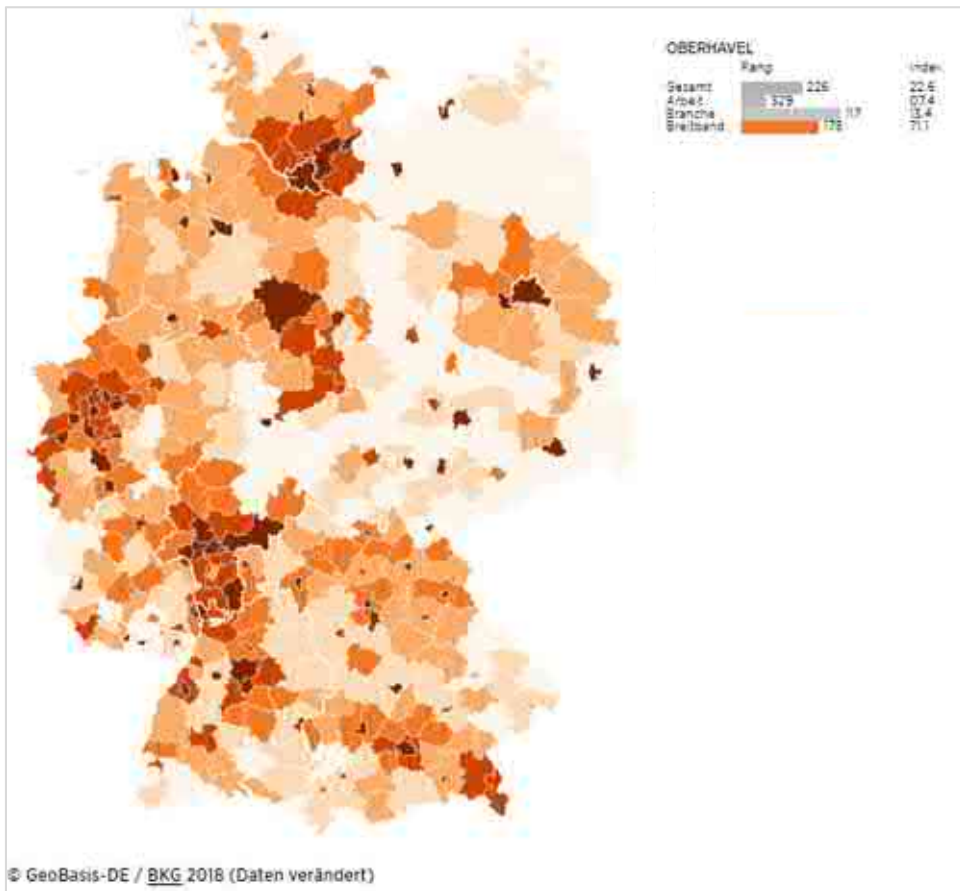 OBERHAVEL
Rang Index
Gesamt 226 22.6
Arbeit 329 07.4
Branche 117 13.4
Breitband 178 71.1
© GeoBasis-DE / BKG 2018 (Daten verändert)